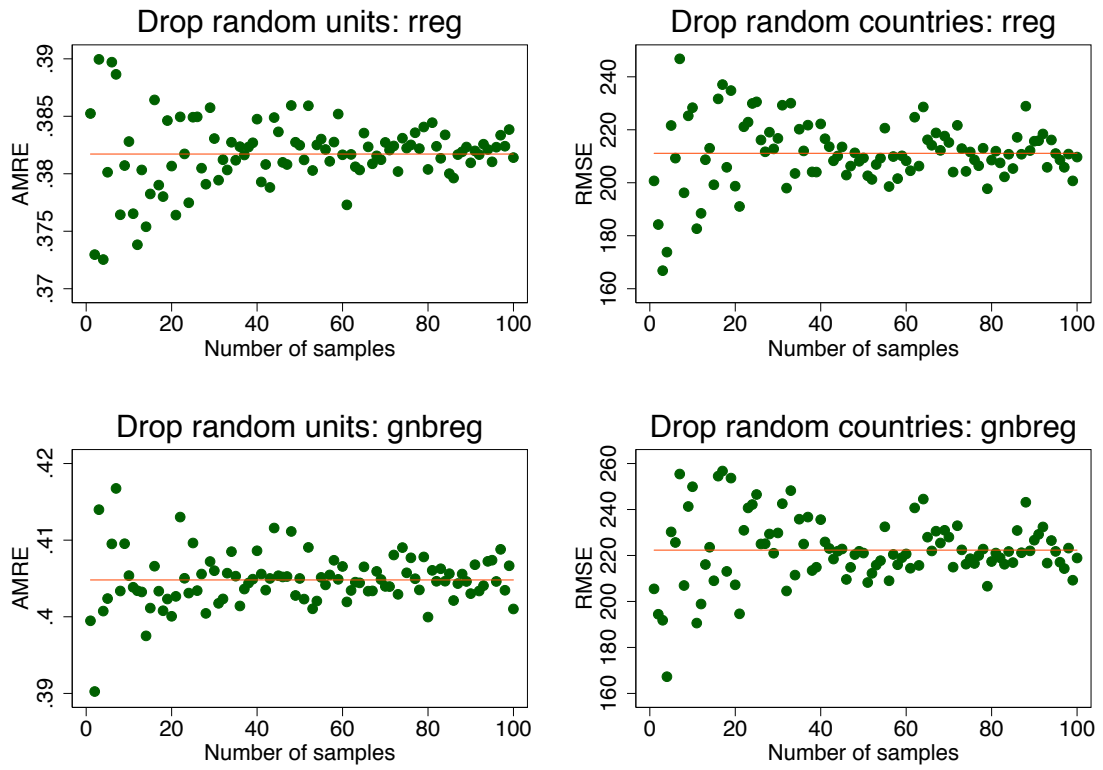 Drop random units: rreg
AMRE
.39
.385
.38
.375
.37
0 20 40 60 80 100
Number of samples
Drop random countries: rreg
RMSE
240
220
200
180
160
0 20 40 60 80 100
Number of samples
Drop random units: gnbreg
AMRE
.42
.41
.4
.39
0 20 40 60 80 100
Number of samples
Drop random countries: gnbreg
RMSE
260
240
220
200
180
160
0 20 40 60 80 100
Number of samples